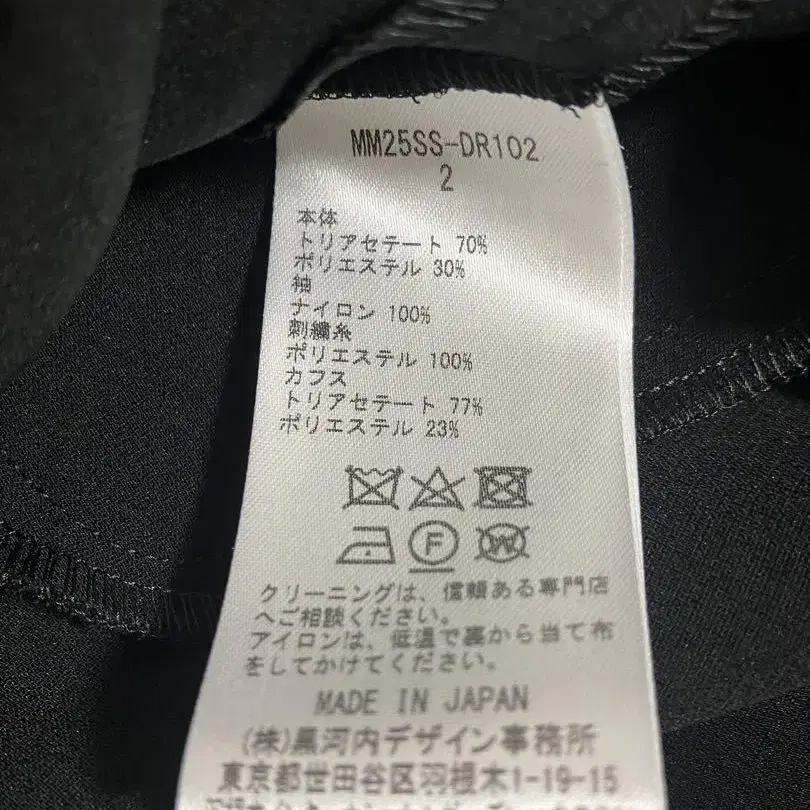 MM25SS-DR102
2
本体
トリアセテート 70%
ポリエステル 30%
袖
ナイロン 100%
刺繍糸
ポリエステル 100%
カフス
トリアセテート 77%
ポリエステル 23%
F
W
クリーニングは、信頼ある専門店
へご相談ください。
アイロンは、低温で裏から当て布
をしてかけてください。
MADE IN JAPAN
(株)黒河内デザイン事務所
東京都世田谷区羽根木1-19-15